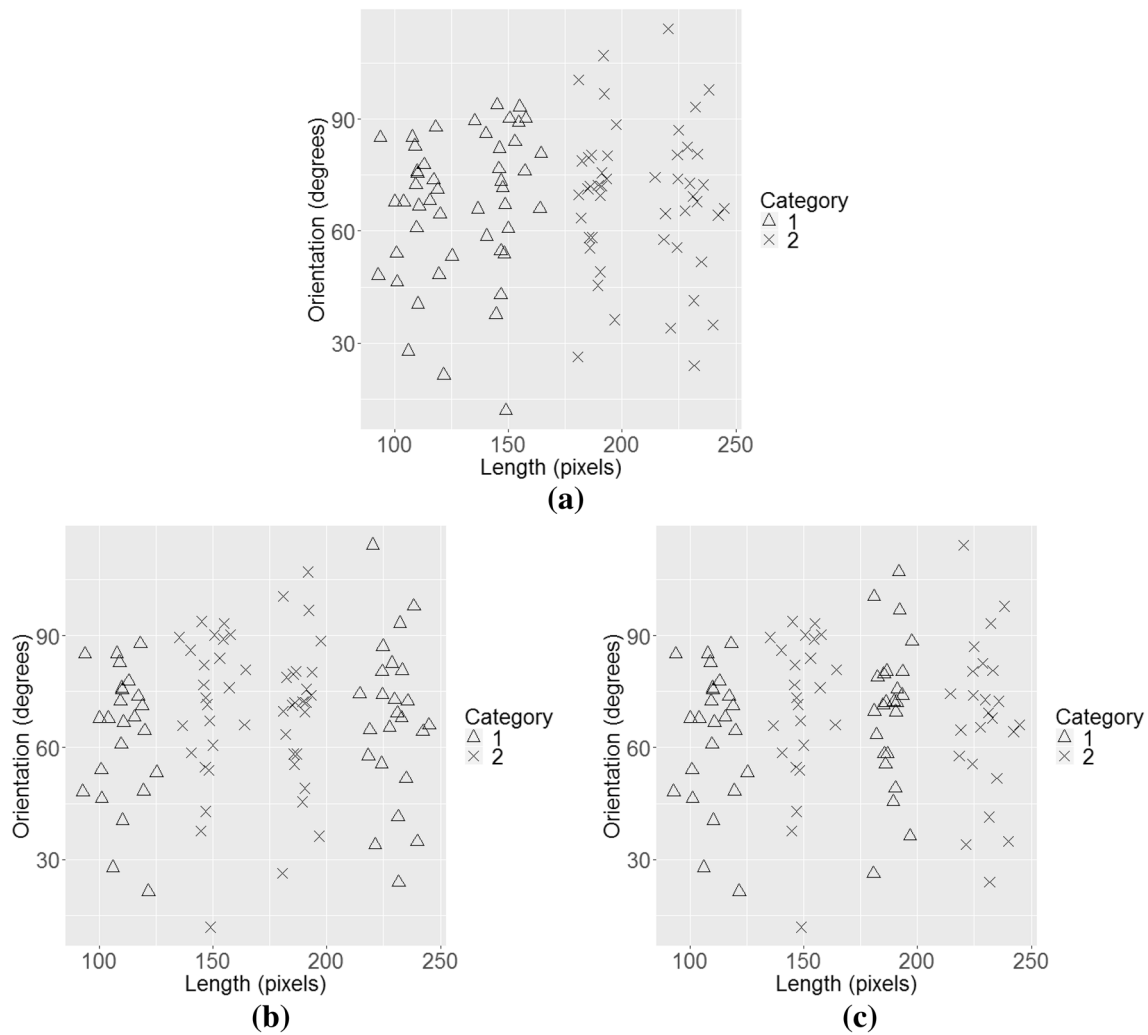 90
60
30
Orientation (degrees)
100 150 200 250
Length (pixels)
Category
1
2
(a)
90
60
30
Orientation (degrees)
100 150 200 250
Length (pixels)
Category
1
2
(b)
90
60
30
Orientation (degrees)
100 150 200 250
Length (pixels)
Category
1
2
(c)